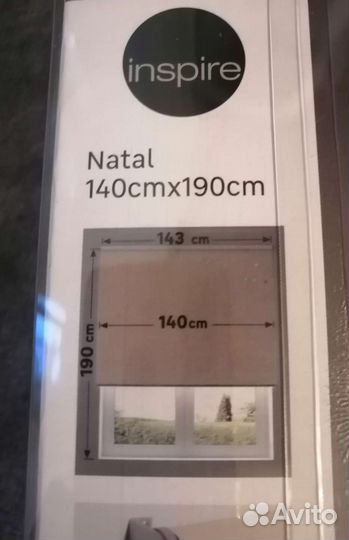 inspire
Natal
140cmx190cm
143 cm
140cm
190 cm
Avito